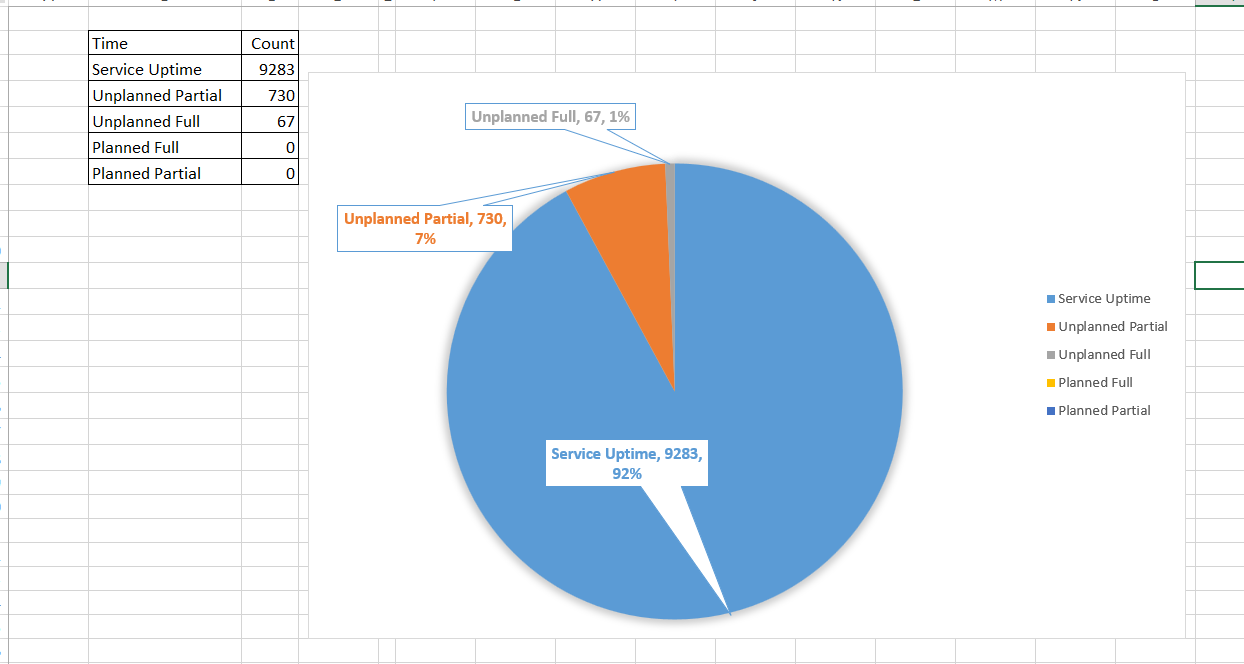 Time Count
Service Uptime 9283
Unplanned Partial 730
Unplanned Full 67
Planned Full 0
Planned Partial 0
Unplanned Full, 67, 1%
Unplanned Partial, 730,
7%
Service Uptime, 9283,
92%
Service Uptime
Unplanned Partial
Unplanned Full
Planned Full
Planned Partial